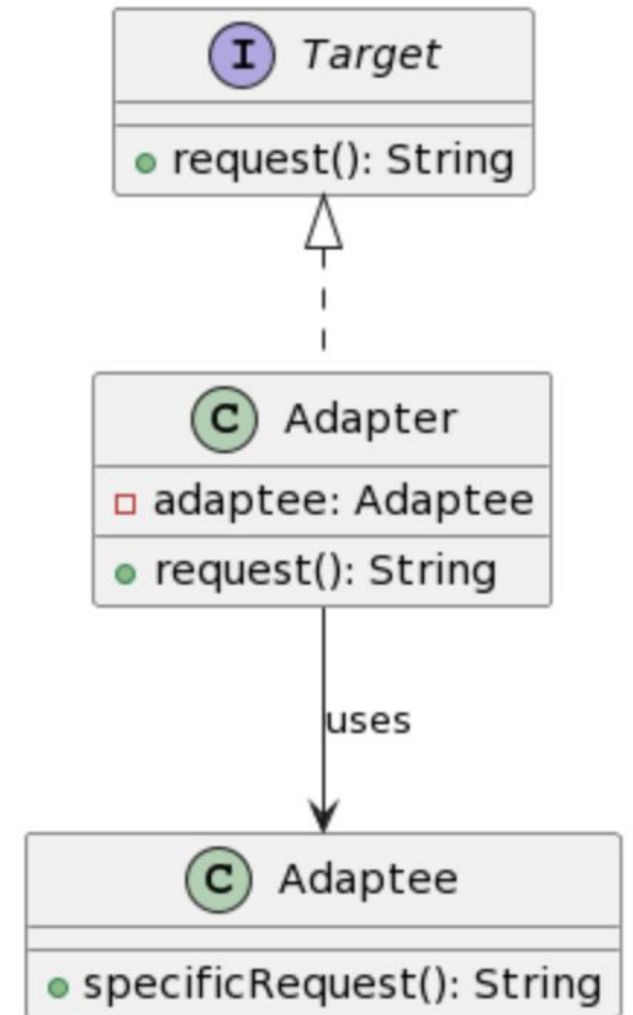 I Target
request(): String
C Adapter
adaptee: Adaptee
request(): String
uses
C Adaptee
specificRequest(): String